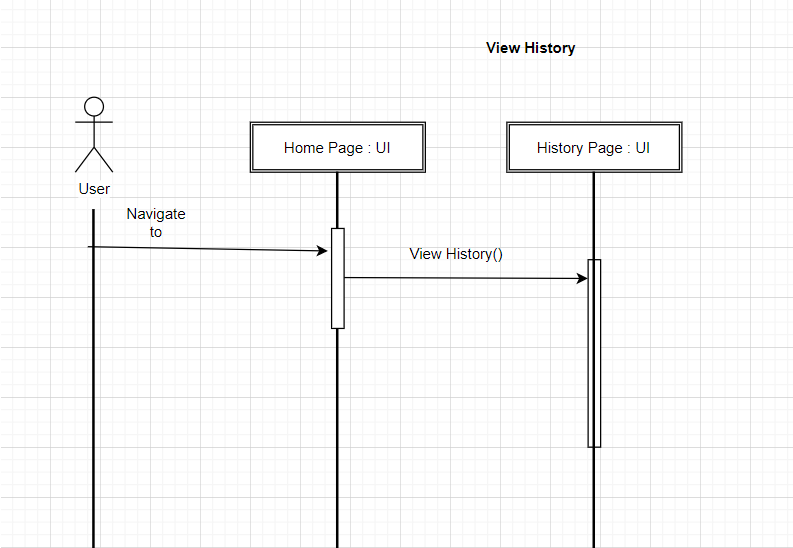 View History
Home Page : UI
History Page : UI
User
Navigate
to
View History()